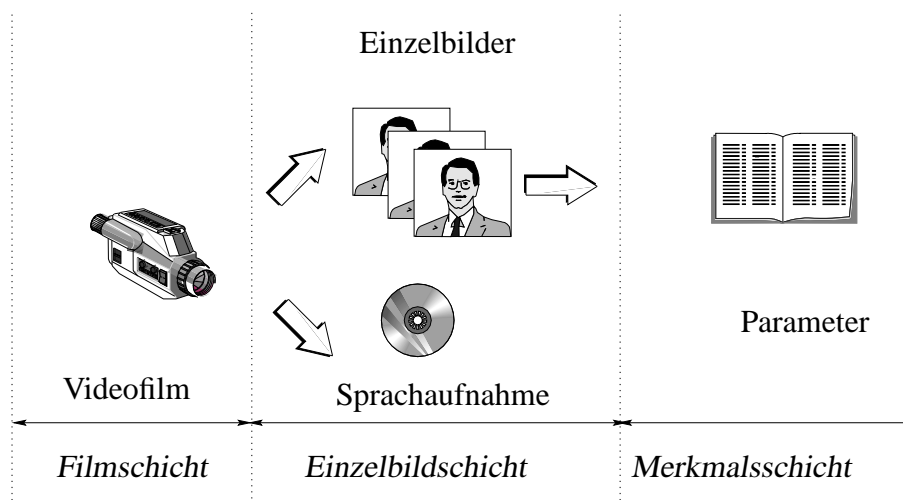 Einzelbilder
Parameter
Videofilm
Sprachaufnahme
Filmschicht
Einzelbildschicht
Merkmalsschicht